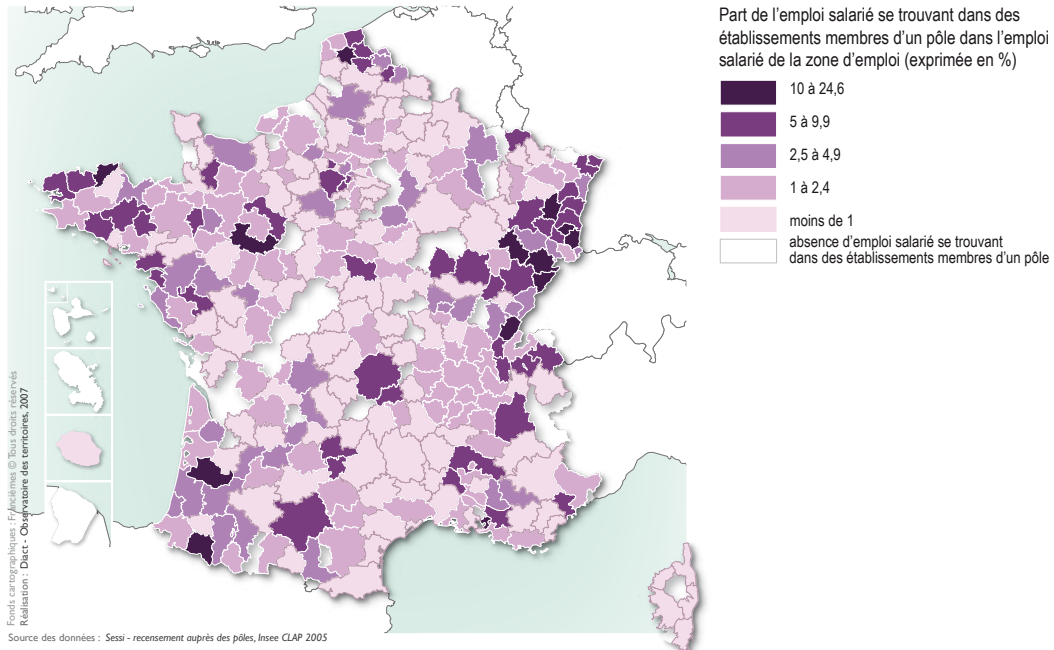 Part de l’emploi salarié se trouvant dans des
établissements membres d’un pôle dans l’emploi
salarié de la zone d’emploi (exprimée en %)
10 à 24,6
5 à 9,9
2,5 à 4,9
1 à 2,4
moins de 1
absence d’emploi salarié se trouvant
dans des établissements membres d’un pôle
Fonds cartographiques : Francièmes © Tous droits réservés
Réalisation : Diact - Observatoire des territoires, 2007
Source des données : Sessi - recensement auprès des pôles, Insee CLAP 2005